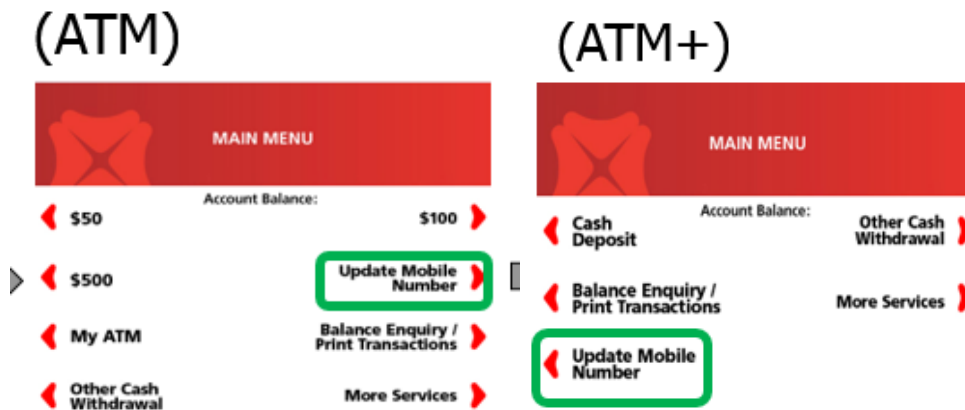 (ATM)
MAIN MENU
Account Balance:
$50
$100
$500
Update Mobile
Number
My ATM
Balance Enquiry /
Print Transactions
Other Cash
Withdrawal
More Services
(ATM+)
MAIN MENU
Account Balance:
Cash
Deposit
Other Cash
Withdrawal
Balance Enquiry /
Print Transactions
More Services
Update Mobile
Number